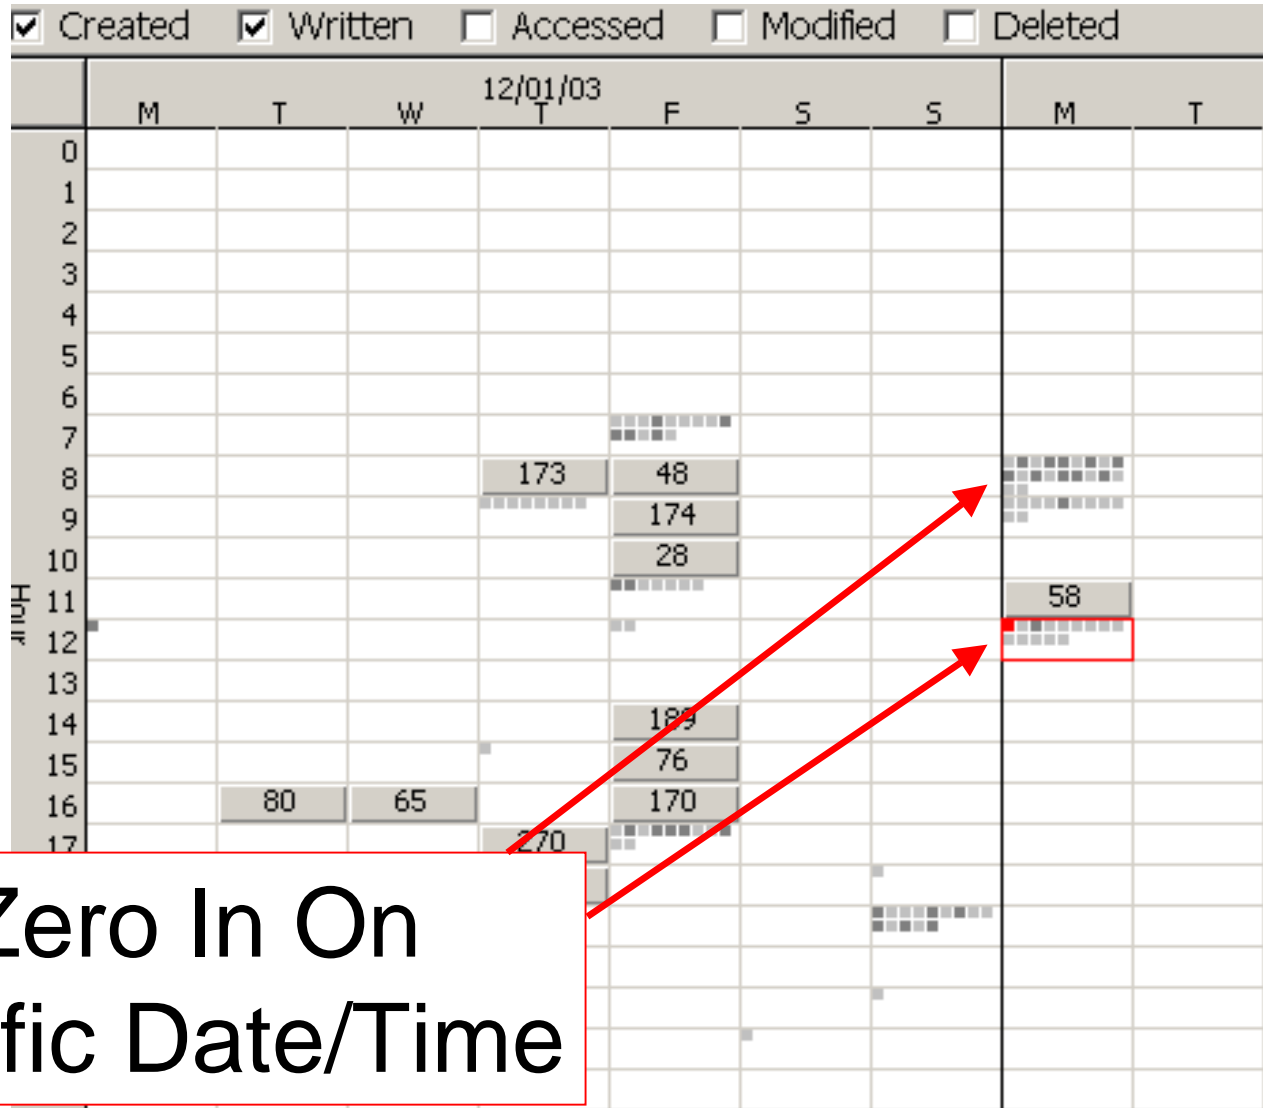 Created Written Accessed Modified Deleted
12/01/03
M T W T F S S M T
0
1
2
3
4
5
6
7
8 173 48
9 174
10 28
Hour
11 58
12
13
14 189
15 76
16 80 65 170
17 270
Zero In On
fic Date/Time